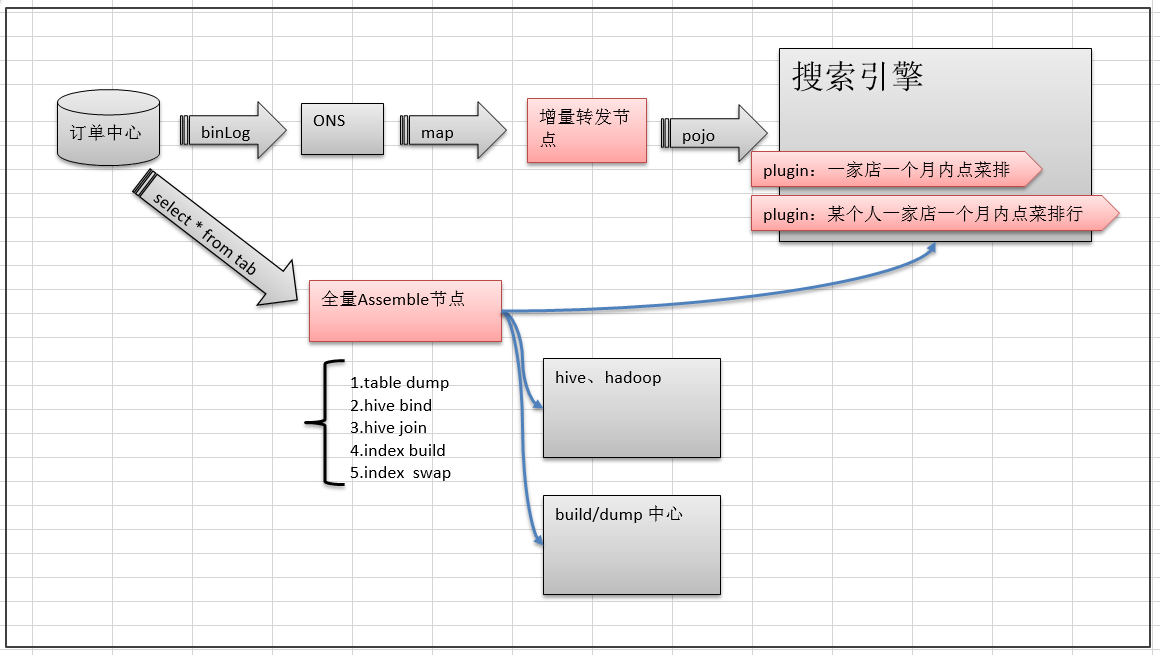 搜索引擎
订单中心
binLog
ONS
map
增量转发节
点
pojo
plugin：一家店一个月内点菜排
plugin：某个人一家店一个月内点菜排行
select * from tab
全量Assemble节点
hive、hadoop
1.table dump
2.hive bind
3.hive join
4.index build
5.index  swap
build/dump 中心